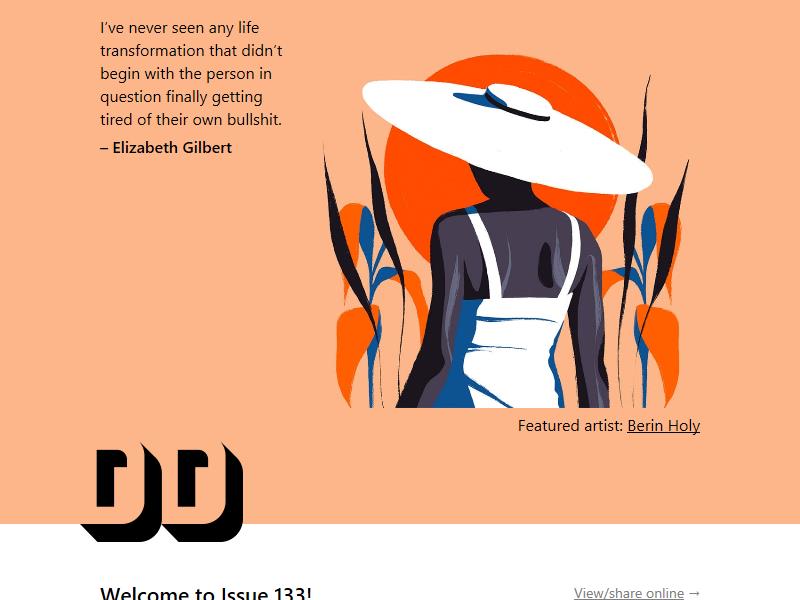 I've never seen any life
transformation that didn't
begin with the person in
question finally getting
tired of their own bullshit.
– Elizabeth Gilbert
Featured artist: Berin Holy
DD
Welcome to Issue 133!
View/share online →